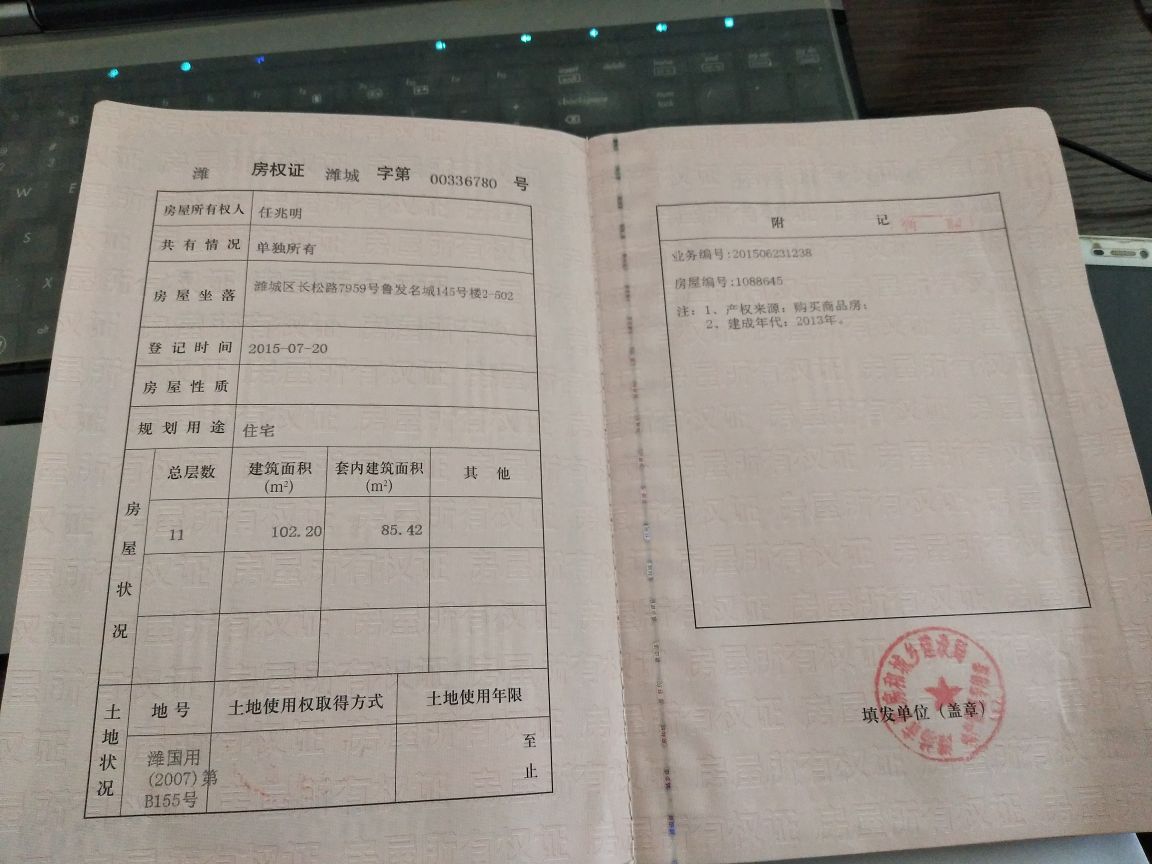 潍 房权证 潍城 字第 00336780 号
房屋所有权人 任兆明
共有情况 单独所有
房屋坐落 潍城区长松路7959号鲁发名城145号楼2-502
登记时间 2015-07-20
房屋性质
规划用途 住宅
房屋状况
总层数 建筑面积(m²) 套内建筑面积(m²) 其他
11 102.20 85.42
土地状况
地号 土地使用权取得方式 土地使用年限
潍国用
(2007)第
B155号
至
止
附 记
业务编号:201506231238
房屋编号:1088645
注: 1、产权来源: 购买商品房;
2、建成年代: 2013年。
填发单位 (盖章)